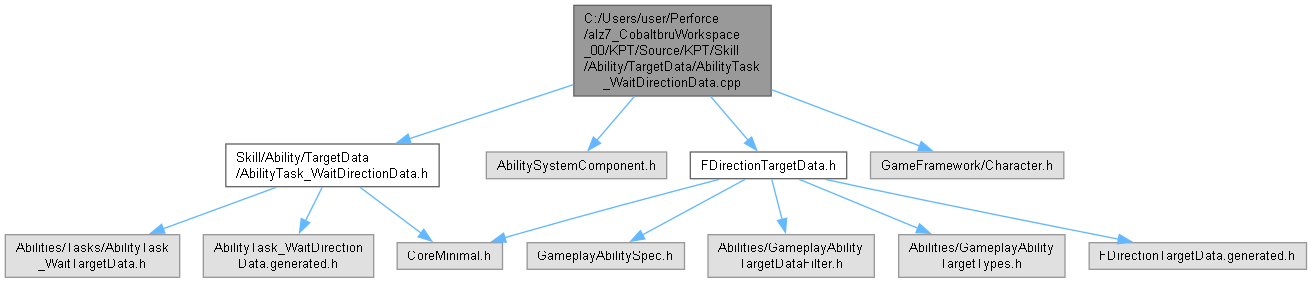 C:/Users/user/Perforce
/alz7_CobaltbruWorkspace
_00/KPT/Source/KPT/Skill
/Ability/TargetData/AbilityTask
_WaitDirectionData.cpp
Skill/Ability/TargetData
/AbilityTask_WaitDirectionData.h
AbilitySystemComponent.h
FDirectionTargetData.h
GameFramework/Character.h
Abilities/Tasks/AbilityTask
_WaitTargetData.h
AbilityTask_WaitDirection
Data.generated.h
CoreMinimal.h
GameplayAbilitySpec.h
Abilities/GameplayAbility
TargetDataFilter.h
Abilities/GameplayAbility
TargetTypes.h
FDirectionTargetData.generated.h